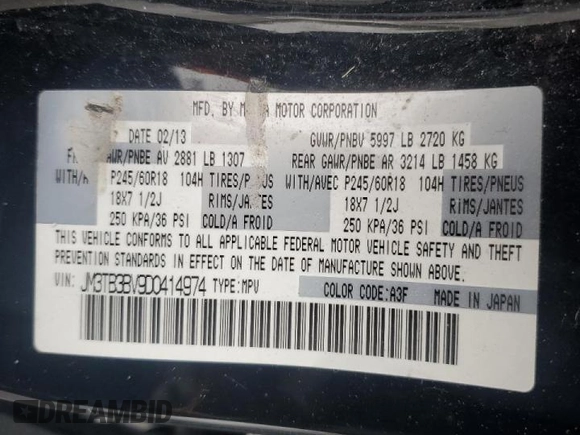 MFD. BY MOTOR CORPORATION
DATE 02/13 GVWR/PNBV 5997 LB 2720 KG
GAWR/PNBE AV 2881 LB 1307 REAR GAWR/PNBE AR 3214 LB 1458 KG
P245/60R18 104H TIRES/PNEUS WITH/AVEC P245/60R18 104H TIRES/PNEUS
18X7 1/2J RIMS/JANTES 18X7 1/2J RIMS/JANTES
250 KPA/36 PSI COLD/A FROID 250 KPA/36 PSI COLD/A FROID
THIS VEHICLE CONFORMS TO ALL APPLICABLE FEDERAL MOTOR VEHICLE SAFETY AND THEFT
PREVENTION STANDARDS IN EFFECT ON THE DATE OF MANUFACTURE SHOWN ABOVE.
VIN: JM3TB3BV9D0414974 TYPE:MPV COLOR CODE:A3F MADE IN JAPAN
DREAMBID